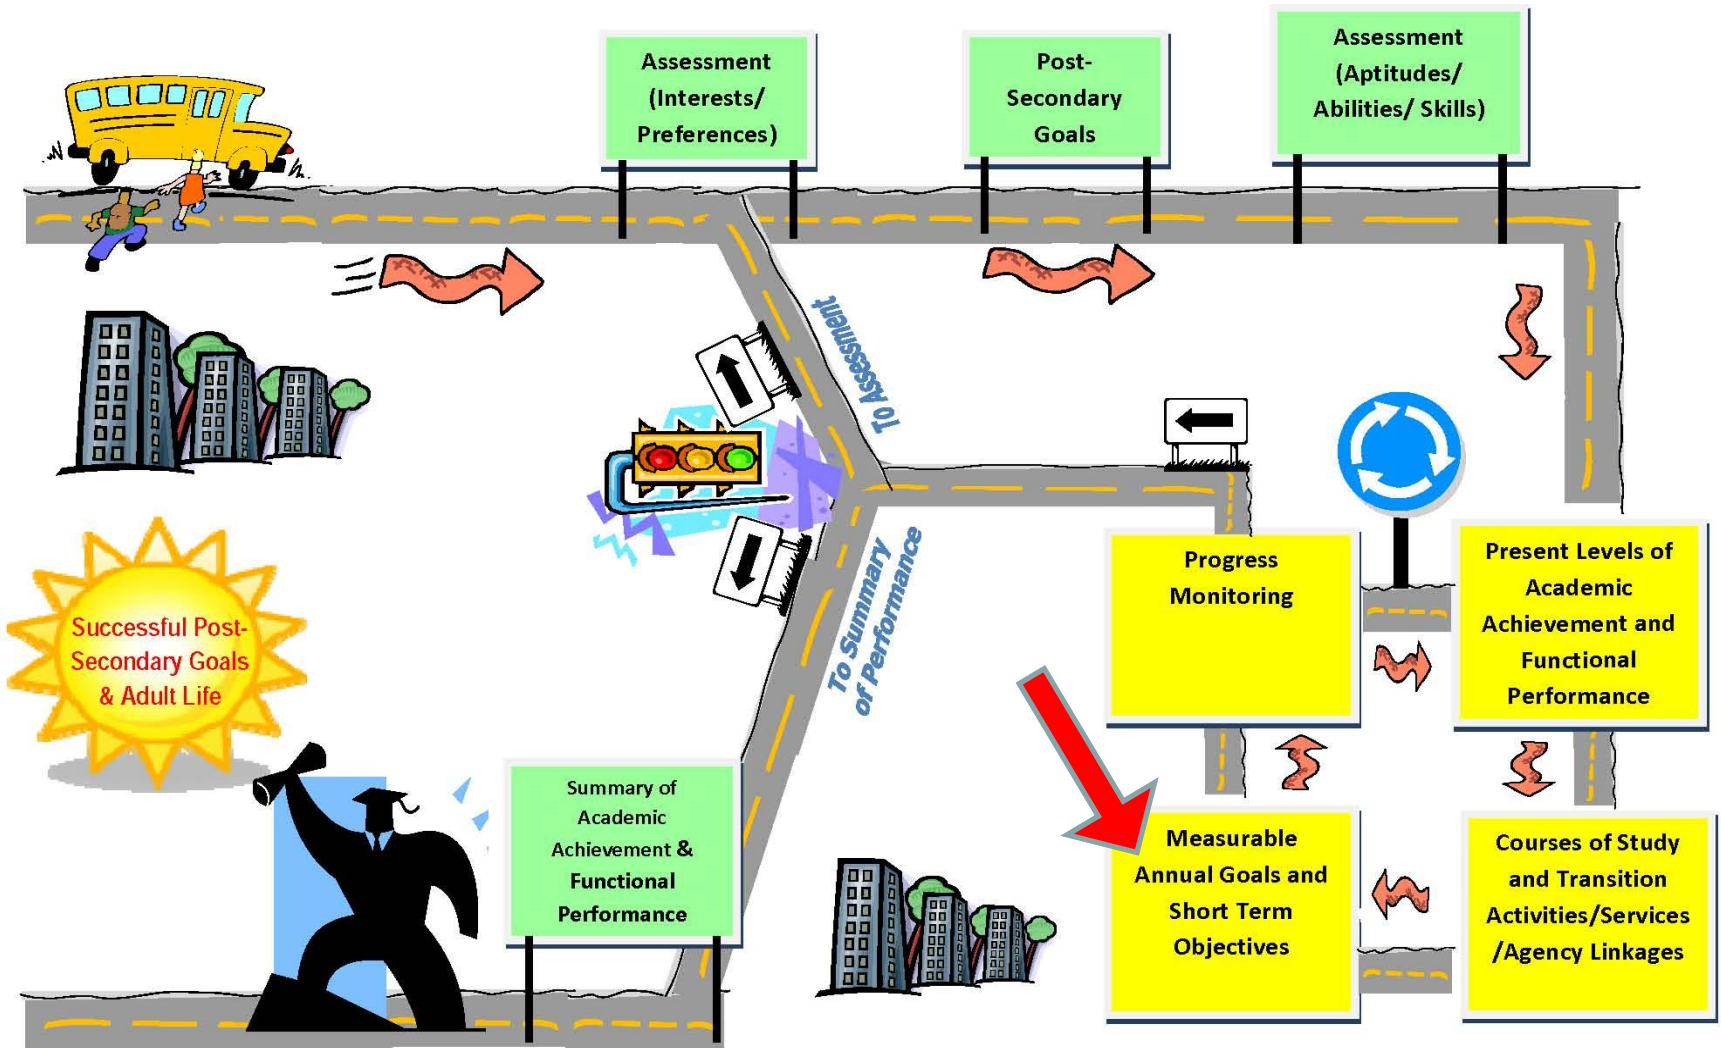 Assessment
(Interests/
Preferences)
Post-
Secondary
Goals
Assessment
(Aptitudes/
Abilities/ Skills)
To Assessment
To Summary
of Performance
Progress
Monitoring
Present Levels of
Academic
Achievement and
Functional
Performance
Successful Post-
Secondary Goals
& Adult Life
Summary of
Academic
Achievement &
Functional
Performance
Measurable
Annual Goals and
Short Term
Objectives
Courses of Study
and Transition
Activities/Services
/Agency Linkages